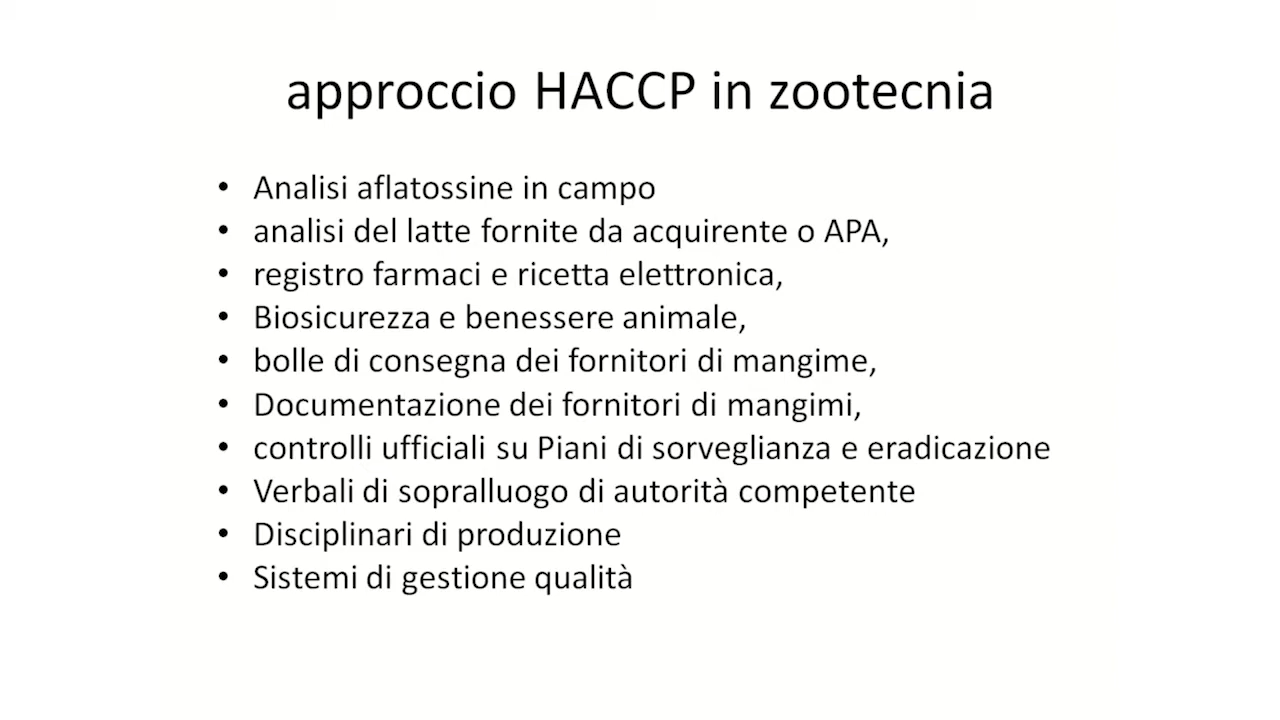 approccio HACCP in zootecnia
• Analisi aflatossine in campo
• analisi del latte fornite da acquirente o APA,
• registro farmaci e ricetta elettronica,
• Biosicurezza e benessere animale,
• bolle di consegna dei fornitori di mangime,
• Documentazione dei fornitori di mangimi,
• controlli ufficiali su Piani di sorveglianza e eradicazione
• Verbali di sopralluogo di autorità competente
• Disciplinari di produzione
• Sistemi di gestione qualità